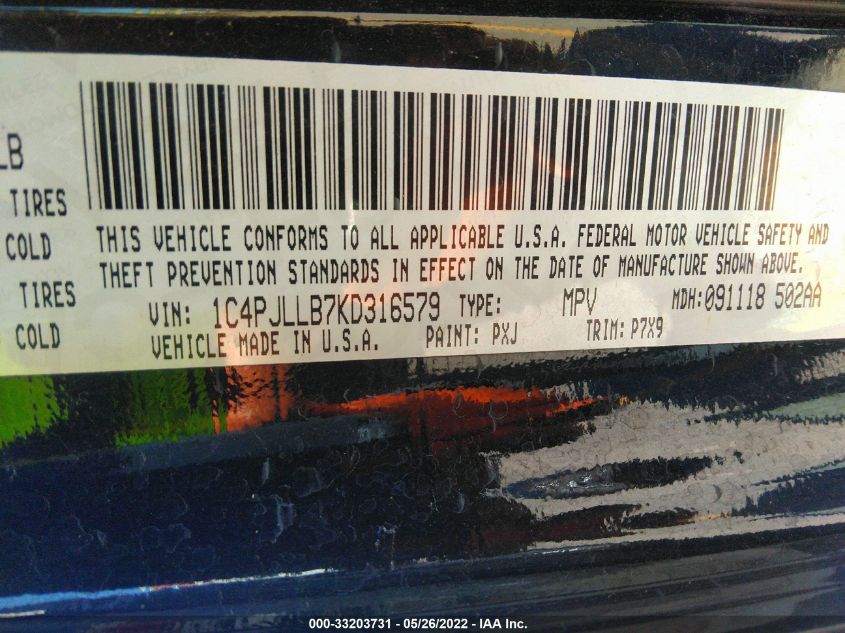 LB
TIRES
COLD
TIRES
COLD
THIS VEHICLE CONFORMS TO ALL APPLICABLE U.S.A. FEDERAL MOTOR VEHICLE SAFETY AND
THEFT PREVENTION STANDARDS IN EFFECT ON THE DATE OF MANUFACTURE SHOWN ABOVE.
VIN: 1C4PJLLB7KD316579 TYPE: MPV MDH:091118 502AA
VEHICLE MADE IN U.S.A. PAINT: PXJ TRIM: P7X9
000-33203731 - 05/26/2022 - IAA Inc.